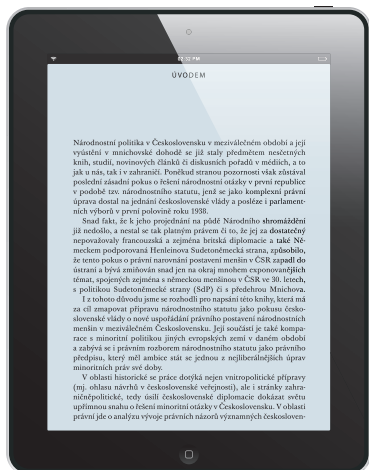 PM
ÚVODEM
Národnostní politika v Československu v meziválečném období a její
vyústění v mnichovské dohodě se již staly předmětem nesčetných
knih, studií, novinových článků či diskusních pořadů v médiích, a to
jak u nás, tak i v zahraničí. Poněkud stranou pozornosti však zůstával
poslední zásadní pokus o řešení národnostní otázky v první republice
v podobě tzv. národnostního statutu, jenž se jako komplexní právní
úprava dostal na jednání československé vlády a posléze i parlament-
ních výborů v první polovině roku 1938.
Snad fakt, že k jeho projednání na půdě Národního shromáždění
již nedošlo, a nestal se tak platným právem či to, že jej za dostatečný
nepovažovaly francouzská a zejména britská diplomacie a také Ně-
meckem podporovaná Henleinova Sudetoněmecká strana, způsobilo,
že tento pokus o právní narovnání postavení menšin v ČSR zapadl do
ústraní a bývá zmiňován snad jen na okraj mnohem exponovanějších
témat, spojených zejména s německou menšinou v ČSR ve 30. letech,
s politikou Sudetoněmecké strany (SdP) či s předehrou Mnichova.
I z tohoto důvodu jsme se rozhodli pro napsání této knihy, která má
za cíl zmapovat přípravu národnostního statutu jako pokusu česko-
slovenské vlády o nové uspořádání právního postavení národnostních
menšin v meziválečném Československu. Její součástí je také kompa-
race s minoritní politikou jiných evropských zemí v daném období
a zabývá se i právním rozborem národnostního statutu jako právního
předpisu, který měl ambice stát se jednou z nejliberálnějších úprav
minoritních práv své doby.
V oblasti historické se práce dotýká nejen vnitropolitické přípravy
(mj. ohlasu návrhů v československé veřejnosti), ale i stránky zahra-
ničněpolitické, tedy úsilí československé diplomacie dokázat světu
upřímnou snahu o řešení minoritní otázky v Československu. V oblasti
právní jde o analýzu vývoje právních názorů významných českosloven-